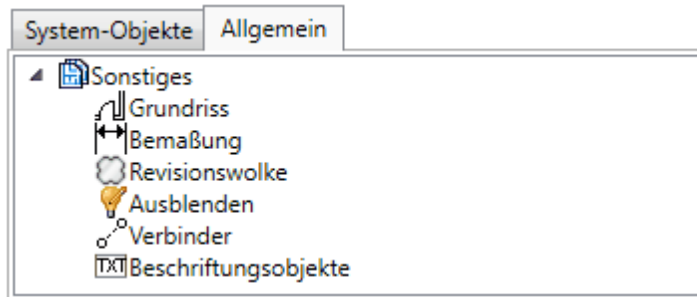 System-Objekte Allgemein
Sonstiges
Grundriss
Bemaßung
Revisionswolke
Ausblenden
Verbinder
TXT Beschriftungsobjekte